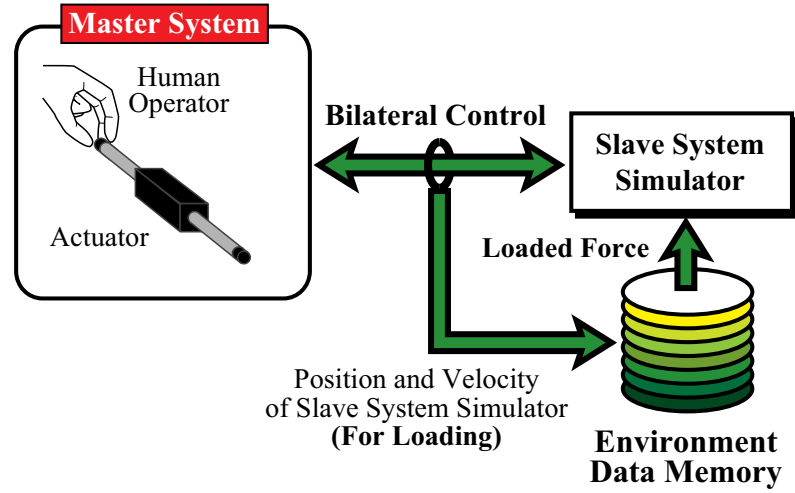 Master System
Human
Operator
Actuator
Bilateral Control
Slave System
Simulator
Loaded Force
Position and Velocity
of Slave System Simulator
(For Loading)
Environment
Data Memory